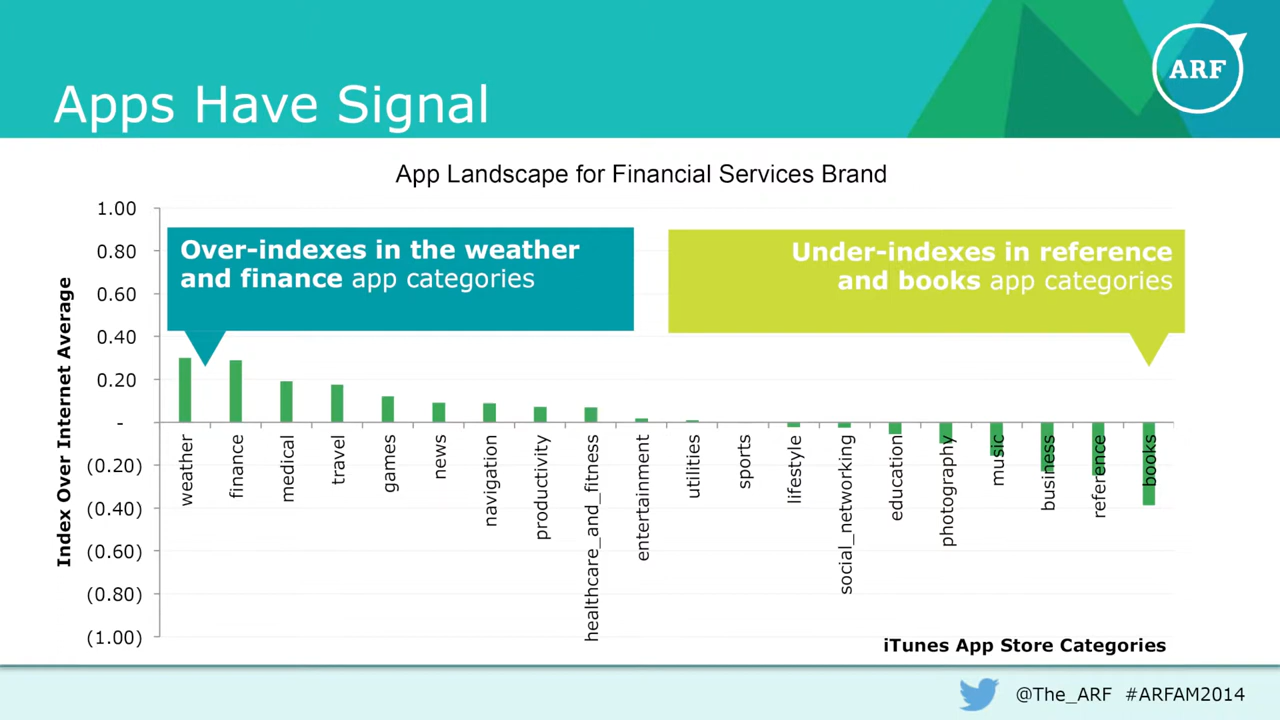 ARF
Apps Have Signal
App Landscape for Financial Services Brand
Over-indexes in the weather
and finance app categories
Under-indexes in reference
and books app categories
Index Over Internet Average
1.00
0.80
0.60
0.40
0.20
-
(0.20)
(0.40)
(0.60)
(0.80)
(1.00)
weather
finance
medical
travel
games
news
navigation
productivity
healthcare_and_fitness
entertainment
utilities
sports
lifestyle
social_networking
education
photography
music
business
reference
books
iTunes App Store Categories
@The_ARF #ARFAM2014